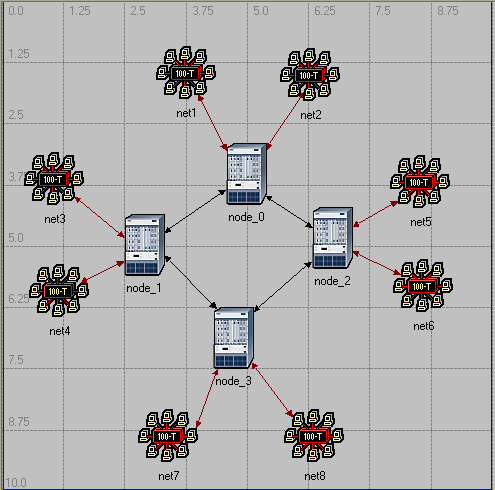 0.0 1.25 2.5 3.75 5.0 6.25 7.5 8.75
1.25
100-T
100-T
net1
net2
2.5
3.75
100-T
100-T
node_0
net3
net5
5.0
100-T
node_1
node_2
100-T
6.25
net4
net6
7.5
node_3
8.75
100-T
100-T
net7
net8
10.0